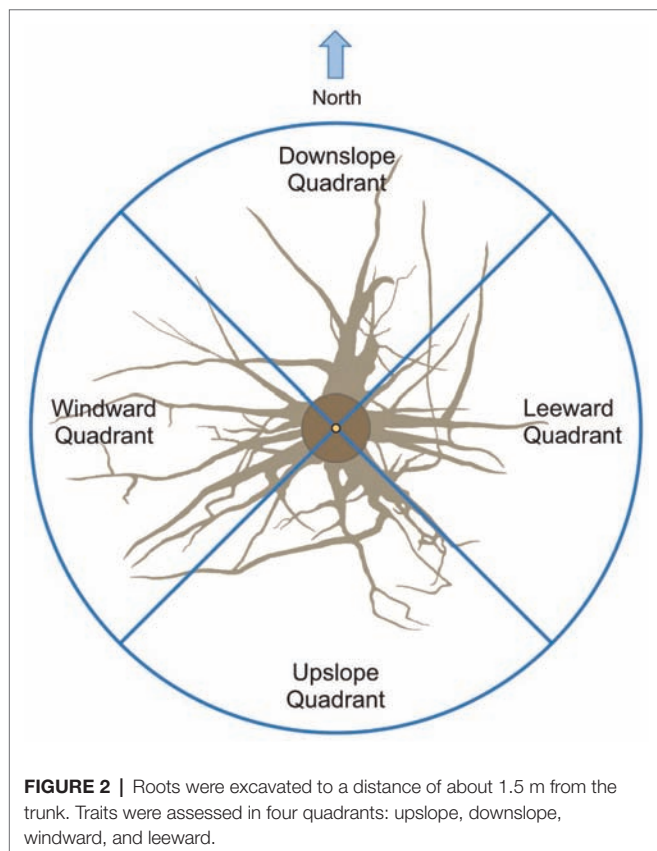 North
Downslope
Quadrant
Windward
Quadrant
Leeward
Quadrant
Upslope
Quadrant
FIGURE 2 | Roots were excavated to a distance of about 1.5 m from the
trunk. Traits were assessed in four quadrants: upslope, downslope,
windward, and leeward.